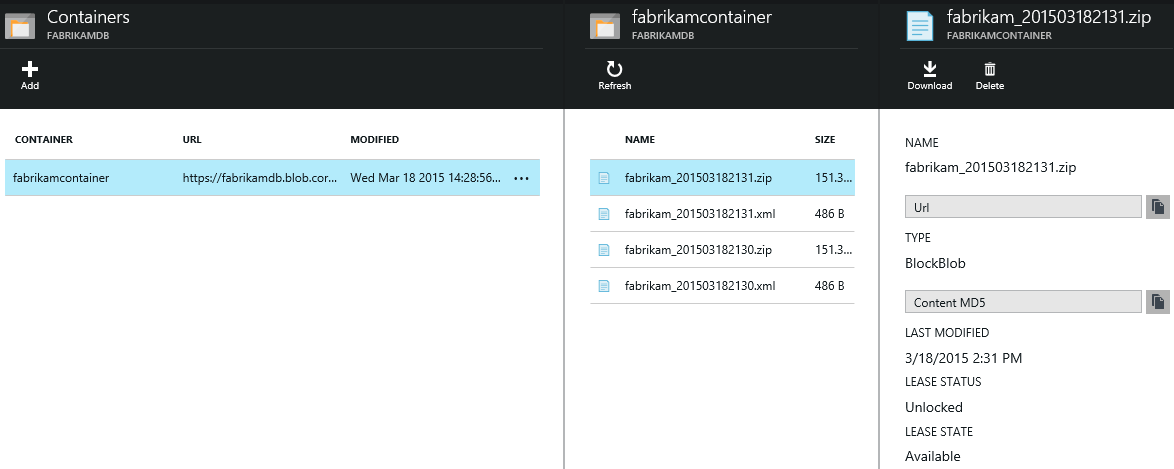 Containers
FABRIKAMDB
Add
CONTAINER URL MODIFIED
fabrikamcontainer https://fabrikamdb.blob.cor... Wed Mar 18 2015 14:28:56... ...
fabrikamcontainer
FABRIKAMDB
Refresh
NAME SIZE
fabrikam_201503182131.zip 151.3...
fabrikam_201503182131.xml 486 B
fabrikam_201503182130.zip 151.3...
fabrikam_201503182130.xml 486 B
fabrikam_201503182131.zip
FABRIKAMCONTAINER
Download Delete
NAME
fabrikam_201503182131.zip
Url
TYPE
BlockBlob
Content MD5
LAST MODIFIED
3/18/2015 2:31 PM
LEASE STATUS
Unlocked
LEASE STATE
Available